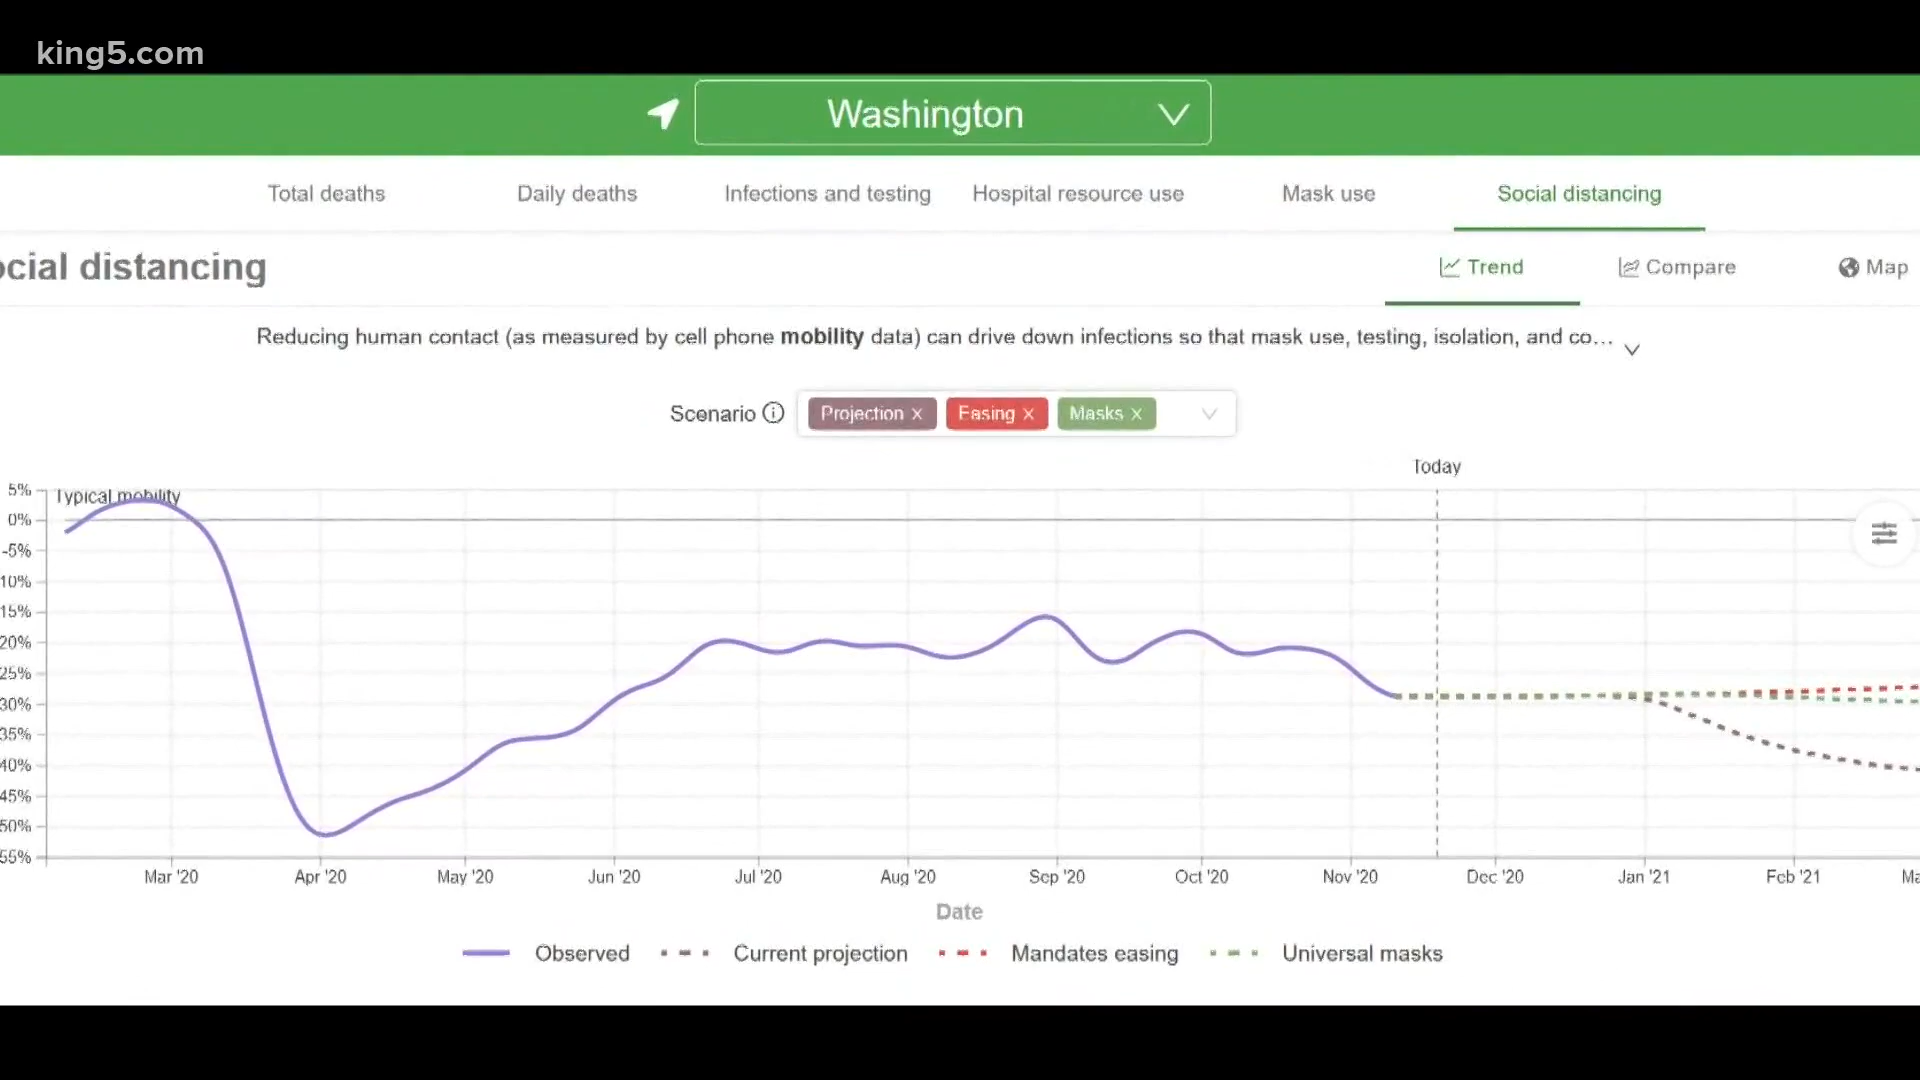 king5.com
Washington
Total deaths Daily deaths Infections and testing Hospital resource use Mask use Social distancing
ocial distancing Trend Compare Map
Reducing human contact (as measured by cell phone mobility data) can drive down infections so that mask use, testing, isolation, and co...
Scenario Projection × Easing × Masks ×
Today
5%
Typical mobility
0%
-5%
10%
15%
20%
25%
30%
35%
40%
45%
50%
55%
Mar '20 Apr '20 May '20 Jun '20 Jul '20 Aug '20 Sep '20 Oct '20 Nov '20 Dec '20 Jan '21 Feb '21 Ma
Date
Observed Current projection Mandates easing Universal masks